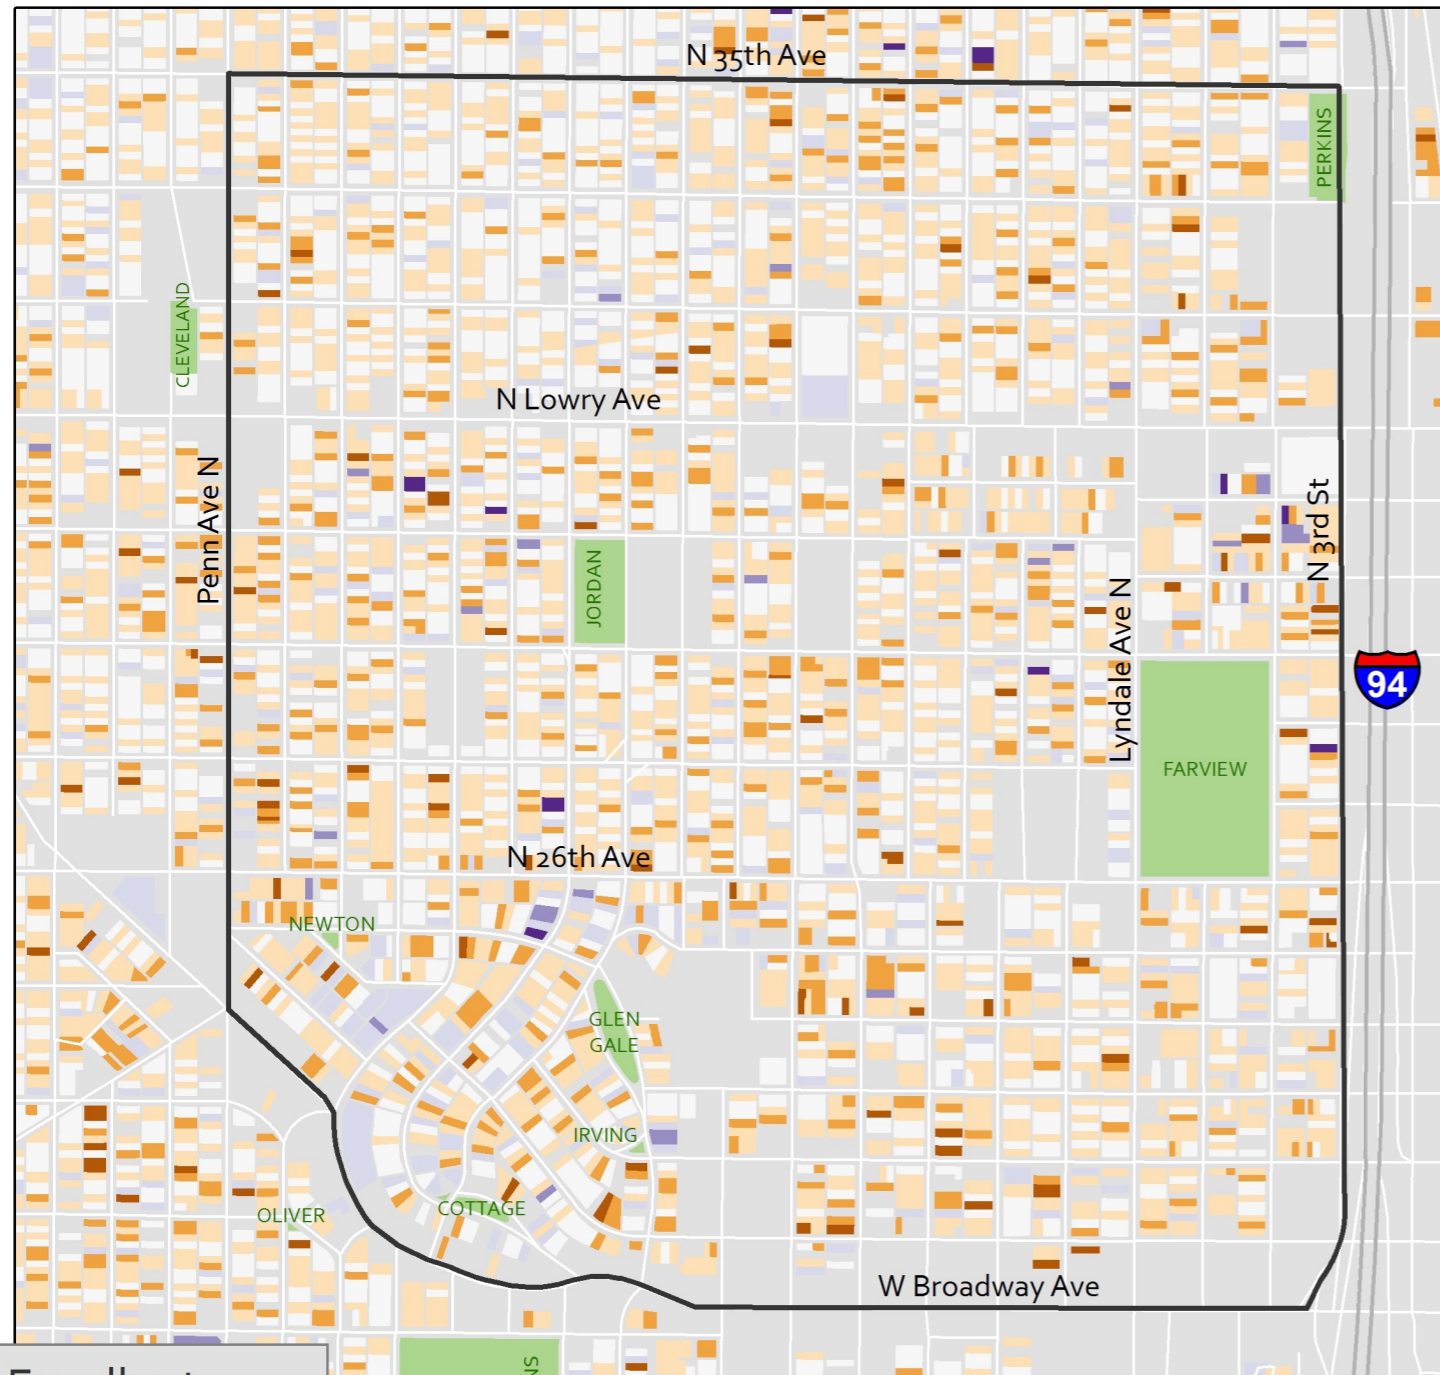 N 35th Ave
PERKINS
CLEVELAND
N Lowry Ave
Penn Ave N
N 3rd St
JORDAN
Lyndale Ave N
94
FARVIEW
N 26th Ave
NEWTON
GLEN
GALE
IRVING
COTTAGE
OLIVER
W Broadway Ave
NS